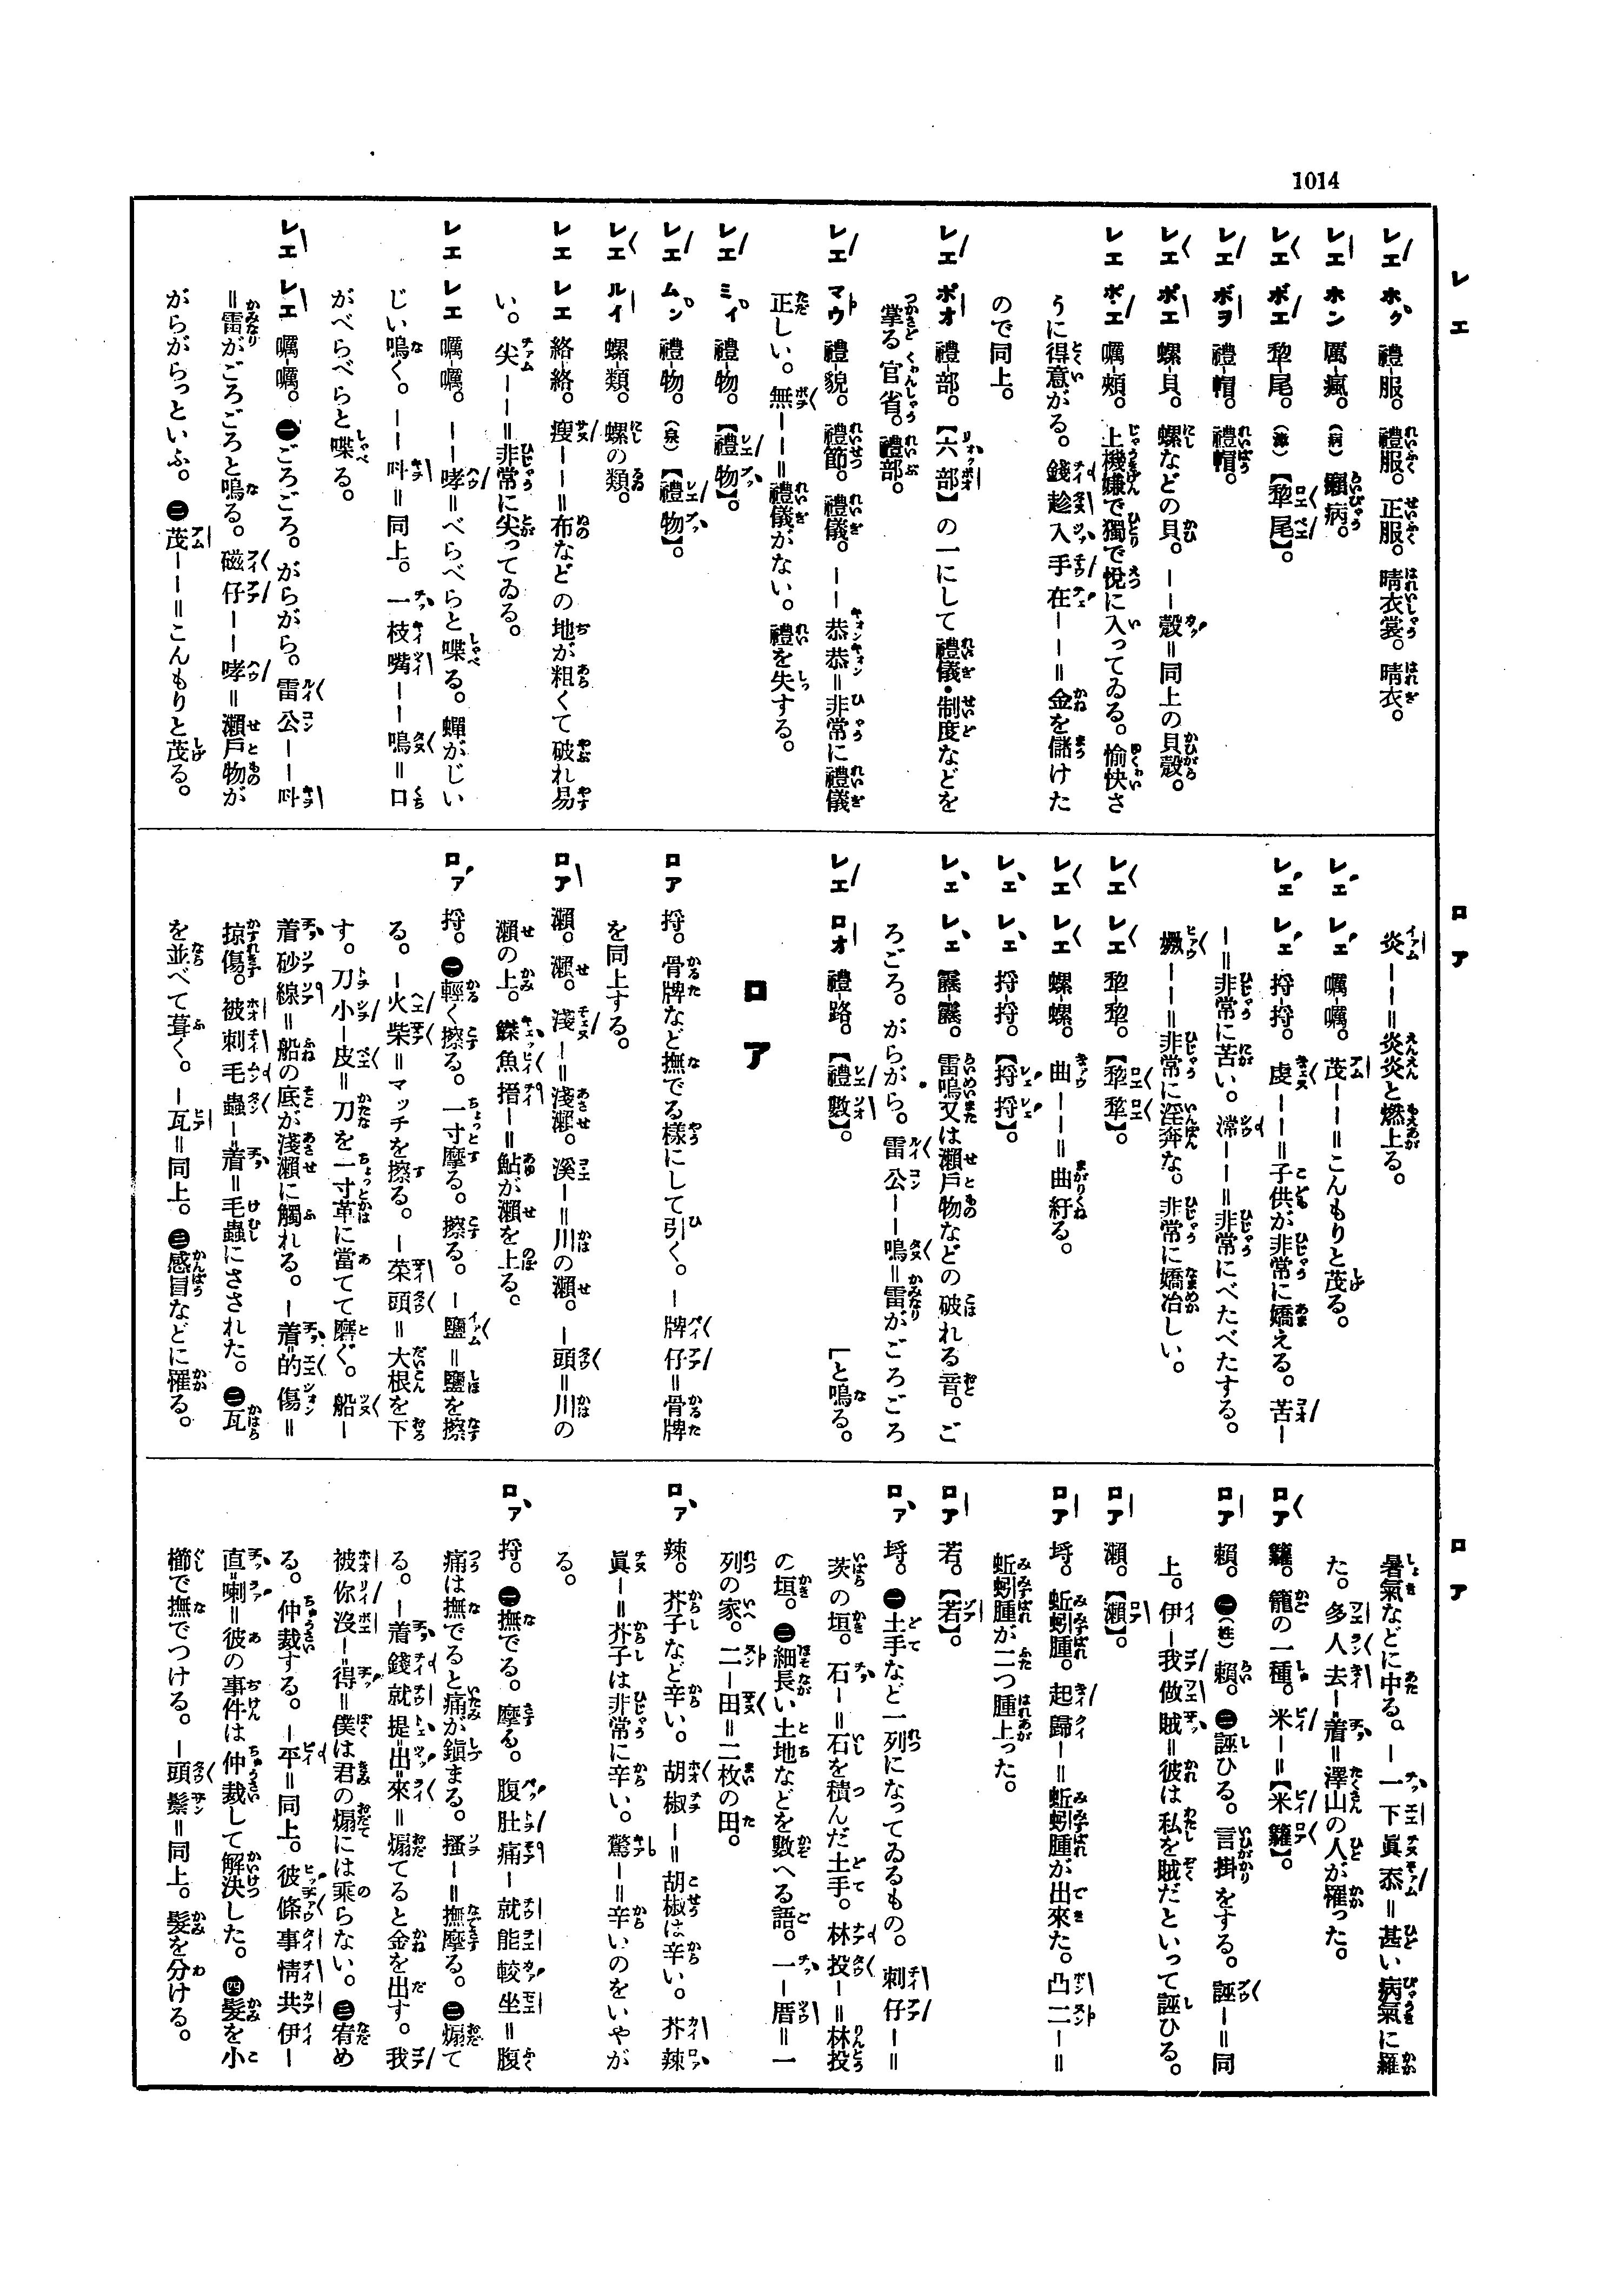 1014
レエ
レエ ホク 禮-服。禮服。正服。晴衣裳。晴衣。
レエ ホン 厲-瘋。(病)癩病。
レエ ボエ 犂-尾。(漳)【犂尾】。
レエ ボヲ 禮-帽。禮帽。
レエ ポエ 螺-貝。螺などの貝。——殼=同上の貝殼。
レエ ポエ 囑-頰。上機嫌で獨で悅に入ってゐる。愉快さ
うに得意がる。錢趁入手在——=金を儲けた
ので同上。
レエ ポオ 禮-部。【六部】の一にして禮儀・制度などを
掌る官省。禮部。
レエ マウ 禮-貌。禮節。禮儀。——恭恭=非常に禮儀
正しい。無——=禮儀がない。禮を失する。
レエ ミイ 禮-物。【禮物】。
レエ ムン 禮-物。(泉)【禮物】。
レエ ルイ 螺-類。螺の類。
レエ レエ 絡-絡。瘦——=布などの地が粗くて破れ易
い。尖——=非常に尖ってゐる。
レエ レエ 囑-囑。——哮=べらべらと喋る。蟬がじい
じい鳴く。——叫=同上。一枝嘴——鳴=口
がべらべらと喋る。
レエ レエ 囑-囑。㊀ごろごろ。がらがら。雷公——叫
=雷がごろごろと鳴る。磁仔——哮=瀨戶物が
がらがらっといふ。㊁茂——=こんもりと茂る。
ロア
炎——=炎炎と燃上る。
レエ レエ 囑-囑。茂——=こんもりと茂る。
レエ レエ 捋-捋。虔——=子供が非常に嬌える。苦—
—=非常に苦い。滯——=非常にべたべたする。
——=非常に淫奔な。非常に嬌冶しい。
レエ レエ 犂-犂。【犂犂】。
レエ レエ 螺-螺。曲——=曲紆る。
レエ レエ 捋-捋。【捋捋】。
レエ レエ 雷鳴又は瀨戶物などの破れる音。ご
ろごろ。がらがら。雷公——鳴=雷がごろごろ
[と鳴る。
レエ ロオ 禮-路。【禮數】。
ロア
ロア 捋。骨牌など撫でる樣にして引く。—牌仔=骨牌
を同上する。
ロア 瀨。瀨。淺—=淺瀨。溪—=川の瀨。—頭=川の
瀨の上。魚搢—=鮎が瀨を上る。
ロア 捋。㊀輕く擦る。一寸摩る。擦る。—鹽=鹽を擦
る。—火柴=マッチを擦る。—菜頭=大根を下
す。刀小—皮=刀を一寸革に當てて磨ぐ。船—
着砂線=船の底が淺瀨に觸れる。—着的傷=
掠傷。被刺毛蟲—着=毛蟲にさされた。㊁瓦
を並べて葺く。—瓦=同上。㊂感冒などに罹る。
ロア
暑氣などに中る。—一下眞忝=甚い病氣に羅
た。多人去—着=澤山の人が罹った。
ロア 籮。籠の一種。米—=【米籮】。
ロア 賴。㊀(姓)賴。㊁誣ひる。言掛をする。誣—=同
上。伊—我做賊=彼は私を賊だといって誣ひる。
ロア 瀨。【瀨】。
ロア 埒。蚯蚓腫。起歸—=蚯蚓腫が出來た。凸二—=
蚯蚓腫が二つ腫上った。
ロア 若。【若】。
ロア 埒。㊀土手など一列になってゐるもの。刺仔—=
茨の垣。石—=石を積んだ土手。林投—=林投
の垣。㊁細長い土地などを數へる語。一—厝=一
列の家。二—田=二枚の田。
ロア 辣。芥子など辛い。胡椒—=胡椒は辛い。芥辣
眞—=芥子は非常に辛い。驚—=辛いのをいやが
る。
ロア 捋。㊀撫でる。摩る。腹肚痛—就能較坐=腹
痛は撫でると痛が鎭まる。搔—=撫摩る。㊁煽て
る。—着錢就提出來=煽てると金を出す。我
被你沒—得=僕は君の煽には乘らない。㊂宥め
る。仲裁する。—平=同上。彼條事情共伊—
直喇=彼の事件は仲裁して解決した。㊃髮を小
櫛で撫でつける。—頭鬃=同上。髮を分ける。